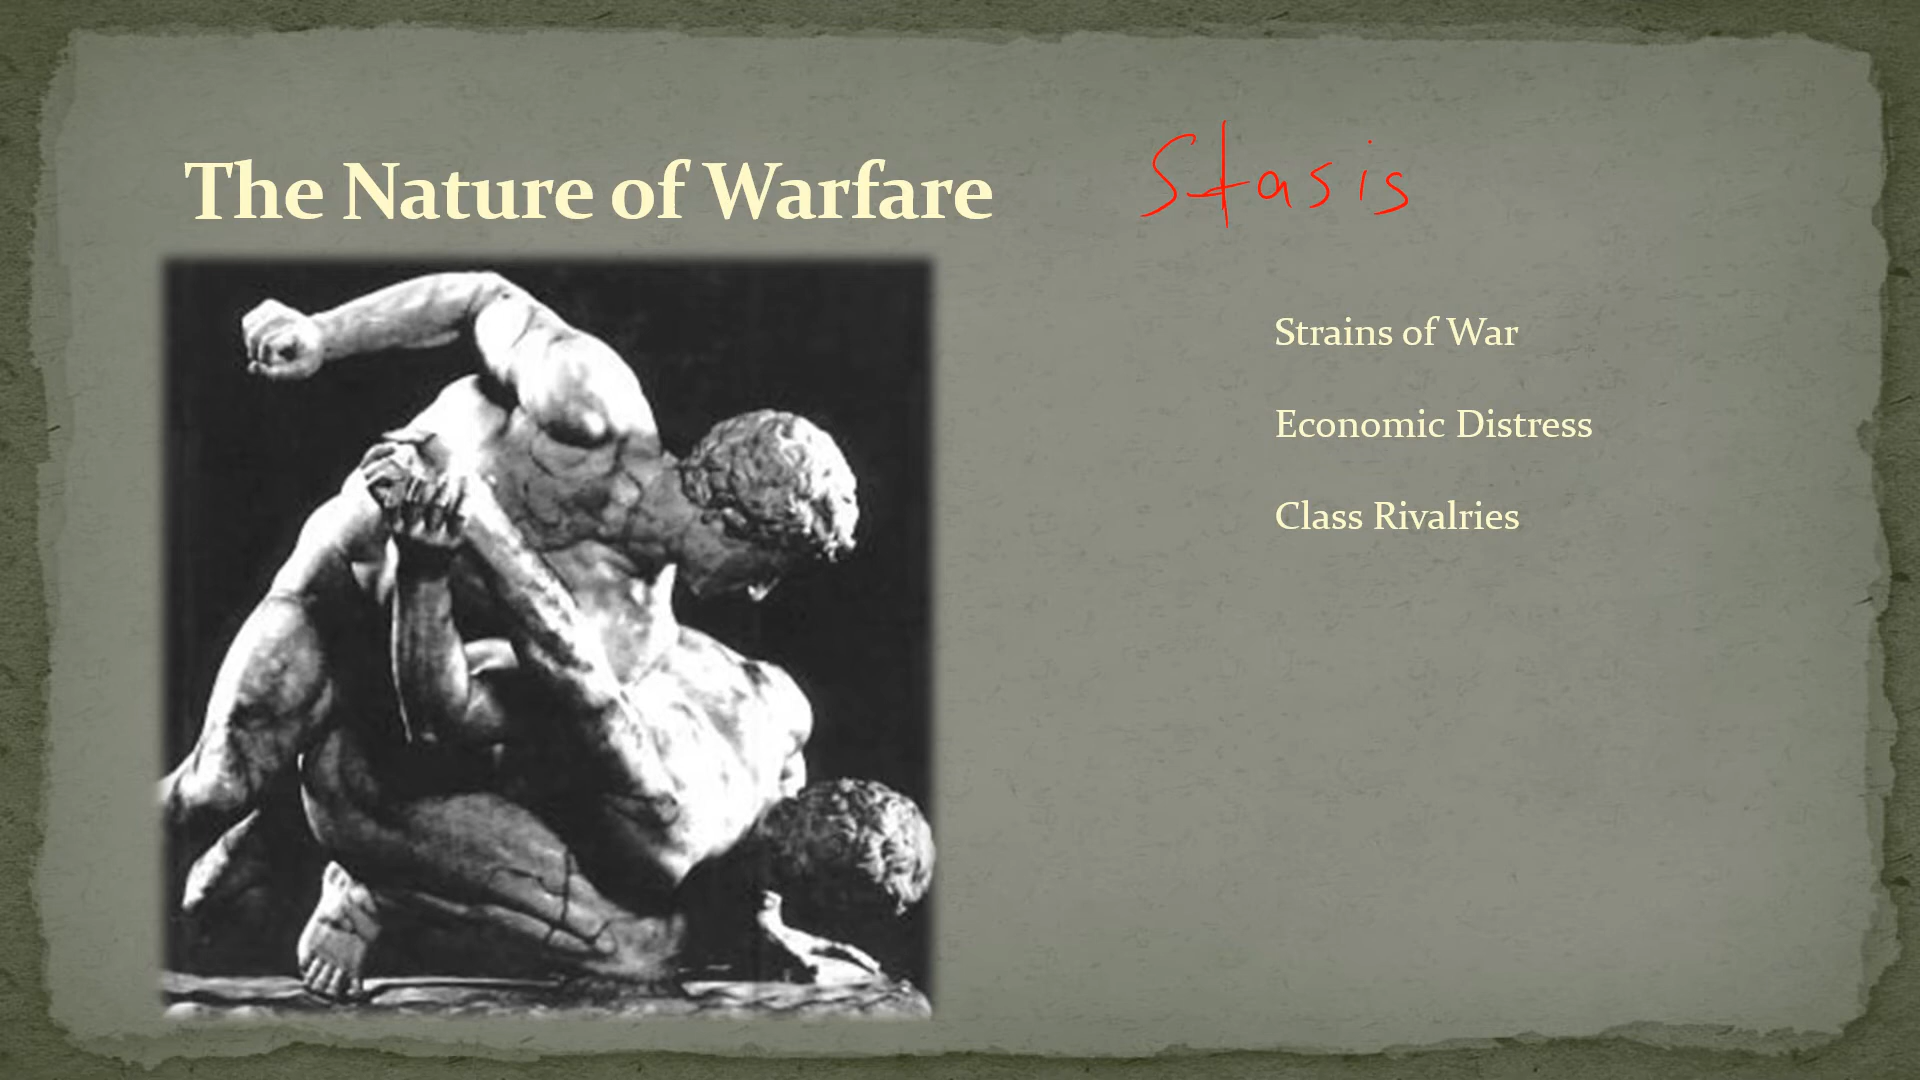 The Nature of Warfare
Stasis
Strains of War
Economic Distress
Class Rivalries